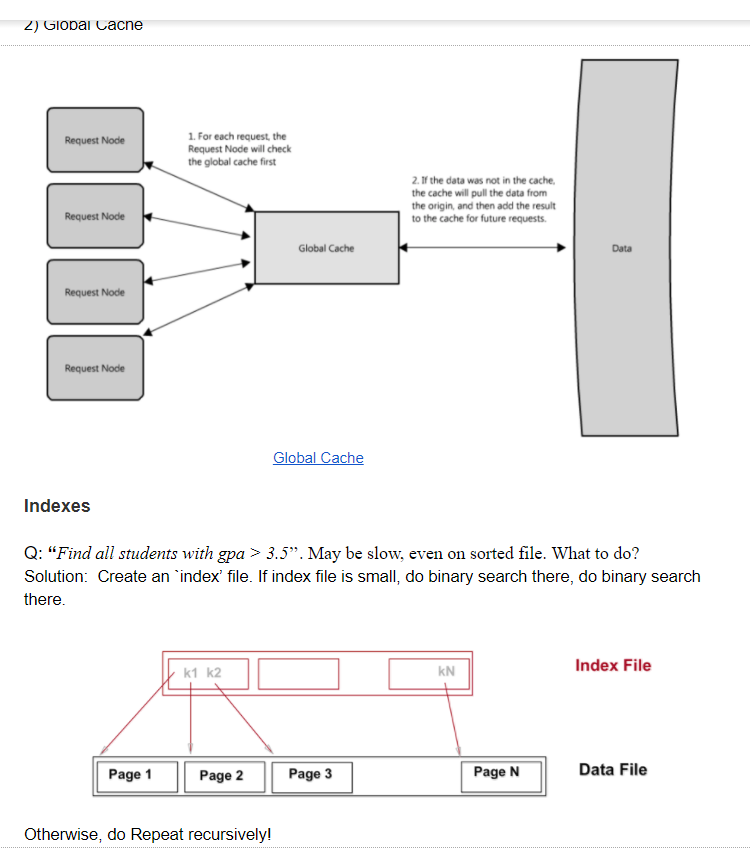 2) Global Cache
Request Node
1. For each request, the
Request Node will check
the global cache first
2. If the data was not in the cache,
the cache will pull the data from
the origin, and then add the result
to the cache for future requests.
Request Node
Global Cache
Data
Request Node
Request Node
Global Cache
Indexes
Q: “Find all students with gpa > 3.5”. May be slow, even on sorted file. What to do?
Solution:  Create an `index’ file. If index file is small, do binary search there, do binary search
there.
k1 k2
kN
Index File
Page 1
Page 2
Page 3
Page N
Data File
Otherwise, do Repeat recursively!